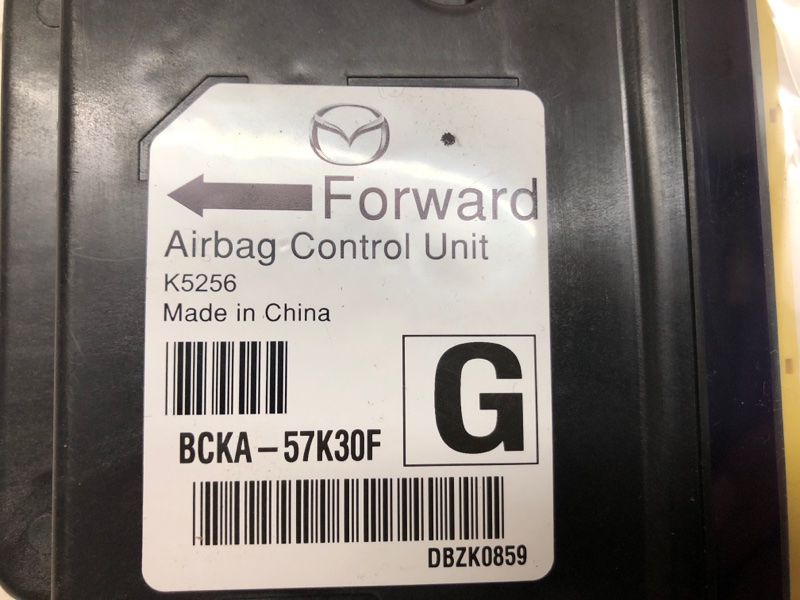 Forward
Airbag Control Unit
K5256
Made in China
G
BCKA-57K30F
DBZK0859